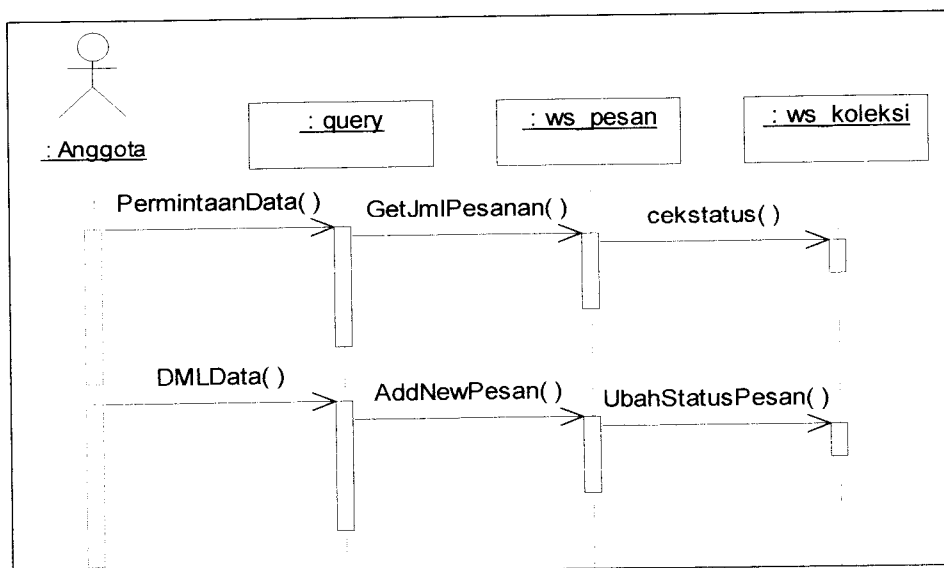 : query
: ws_pesan
: ws_koleksi
: Anggota
PermintaanData( )
GetJmlPesanan( )
cekstatus( )
DMLData( )
AddNewPesan( )
UbahStatusPesan( )